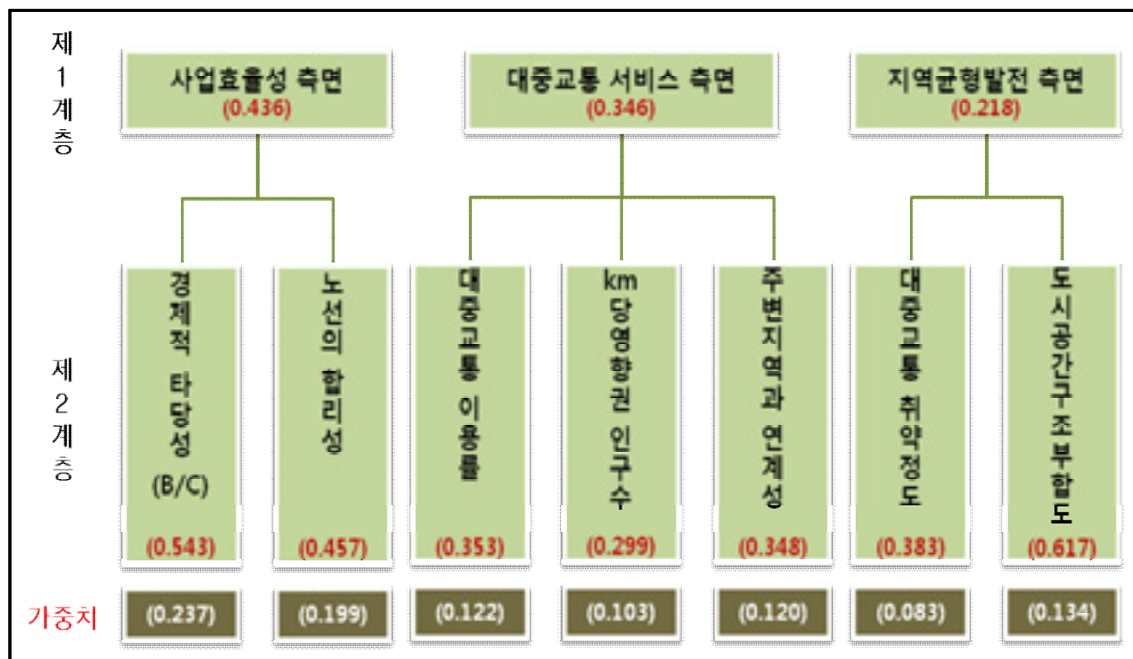 제1계층
사업효율성 측면
(0.436)
대중교통 서비스 측면
(0.346)
지역균형발전 측면
(0.218)
제2계층
경제적 타당성 (B/C)
(0.543)
노선의 합리성
(0.457)
대중교통 이용률
(0.353)
km당영향권 인구수
(0.299)
주변지역과 연계성
(0.348)
대중교통 취약정도
(0.383)
도시공간구조부합도
(0.617)
가중치
(0.237)
(0.199)
(0.122)
(0.103)
(0.120)
(0.083)
(0.134)